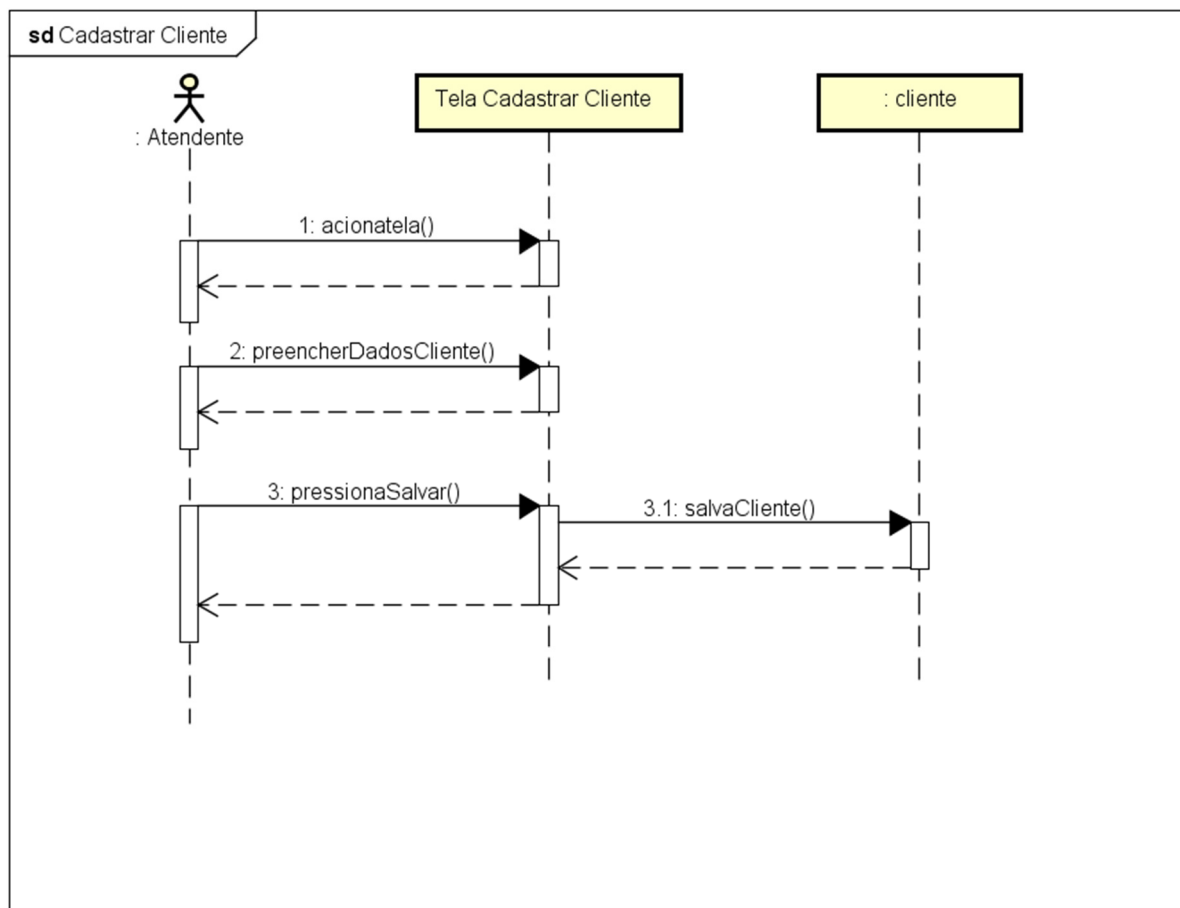 sd Cadastrar Cliente
Tela Cadastrar Cliente
: cliente
: Atendente
1: acionatela()
2: preencherDadosCliente()
3: pressionaSalvar()
3.1: salvaCliente()